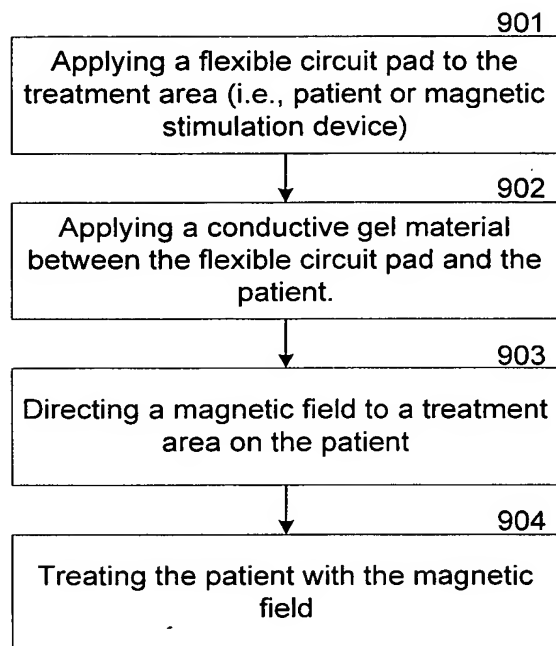 901
Applying a flexible circuit pad to the
treatment area (i.e., patient or magnetic
stimulation device)
902
Applying a conductive gel material
between the flexible circuit pad and the
patient.
903
Directing a magnetic field to a treatment
area on the patient
904
Treating the patient with the magnetic
field